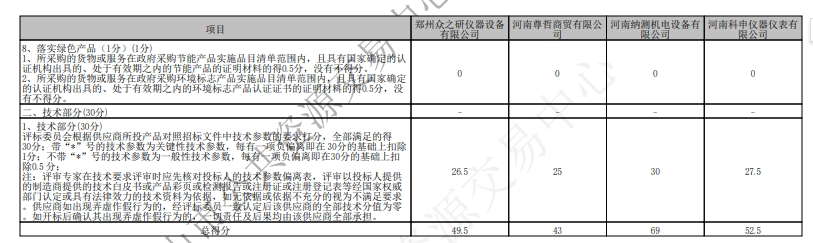 项目
郑州众之研仪器设备
有限公司
河南尊哲商贸有限公
司
河南纳测机电设备有
限公司
河南科申仪器仪表有
限公司
8、落实绿色产品（1分）(1分)
1、所采购的货物或服务在政府采购节能产品实施品目清单范围内，且具有国家确定的认
证机构出具的、处于有效期之内的节能产品的证明材料的得0.5分，没有不得分。
2、所采购的货物或服务在政府采购环境标志产品实施品目清单范围内，且具有国家确定
的认证机构出具的、处于有效期之内的环境标志产品认证证书的证明材料的得0.5分，没
有不得分。
0
0
0
0
二、技术部分(30分)
-
-
-
-
1、技术部分(30分)
评标委员会根据供应商所投产品对照招标文件中技术参数的要求打分，全部满足的得
30分；带“*”号的技术参数为关键性技术参数，每有一项负偏离即在30分的基础上扣除
1分；不带“*”号的技术参数为一般性技术参数，每有一项负偏离即在30分的基础上扣
除0.5分；
注：评审专家在技术要求评审时应先核对投标人的技术参数偏离表，评审以投标人提供
的制造商提供的技术白皮书或产品彩页或检测报告或注册证或注册登记表等经国家权威
部门认定或具有法律效力的技术资料为依据，如无依据或依据不充分的视为不满足要求
。供应商如出现弄虚作假行为的，经评标委员一致认定后该供应商的全部技术分值为零
。如开标后确认其出现弄虚作假行为的，一切责任及后果均由该供应商全部承担。
26.5
25
30
27.5
总得分
49.5
43
69
52.5